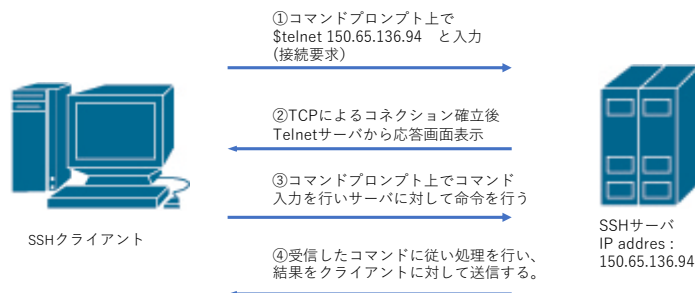 ①コマンドプロンプト上で
$telnet 150.65.136.94 と入力
(接続要求)
②TCPによるコネクション確立後
Telnetサーバから応答画面表示
③コマンドプロンプト上でコマンド
入力を行いサーバに対して命令を行う
SSHクライアント
SSHサーバ
IP addres :
150.65.136.94
④受信したコマンドに従い処理を行い、
結果をクライアントに対して送信する。